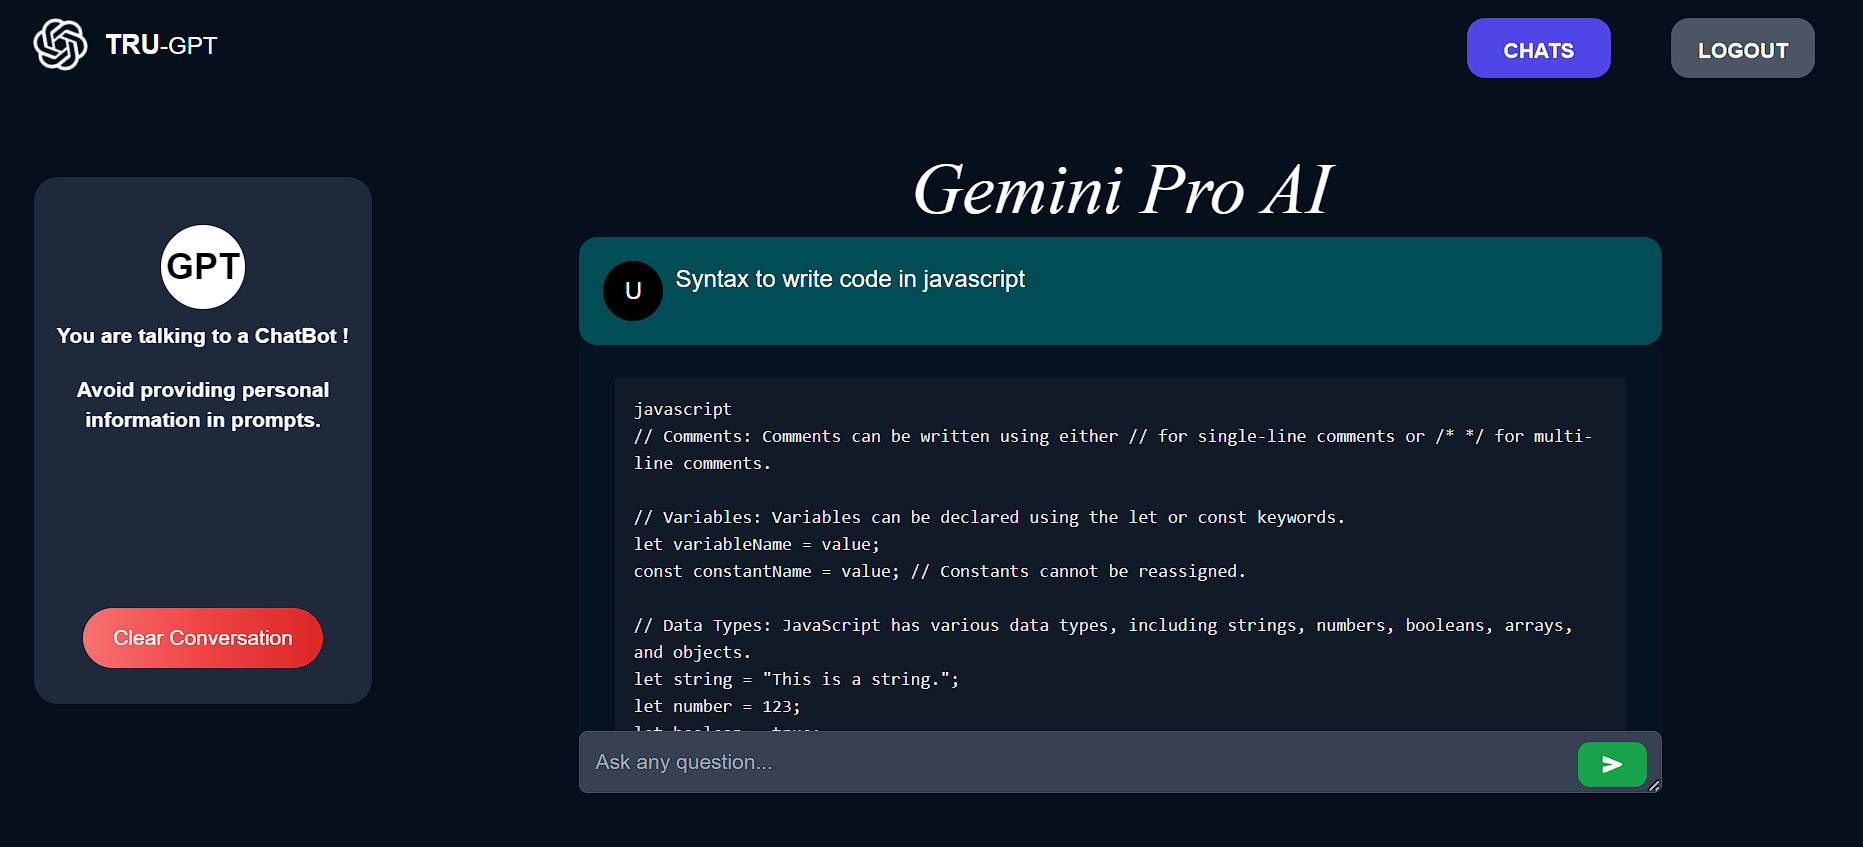 TRU-GPT
CHATS
LOGOUT
GPT
You are talking to a ChatBot !
Avoid providing personal
information in prompts.
Clear Conversation
Gemini Pro AI
U
Syntax to write code in javascript
javascript
// Comments: Comments can be written using either // for single-line comments or /* */ for multi-
line comments.
// Variables: Variables can be declared using the let or const keywords.
let variableName = value;
const constantName = value; // Constants cannot be reassigned.
// Data Types: JavaScript has various data types, including strings, numbers, booleans, arrays,
and objects.
let string = "This is a string.";
let number = 123;
let boolean = true;
Ask any question...